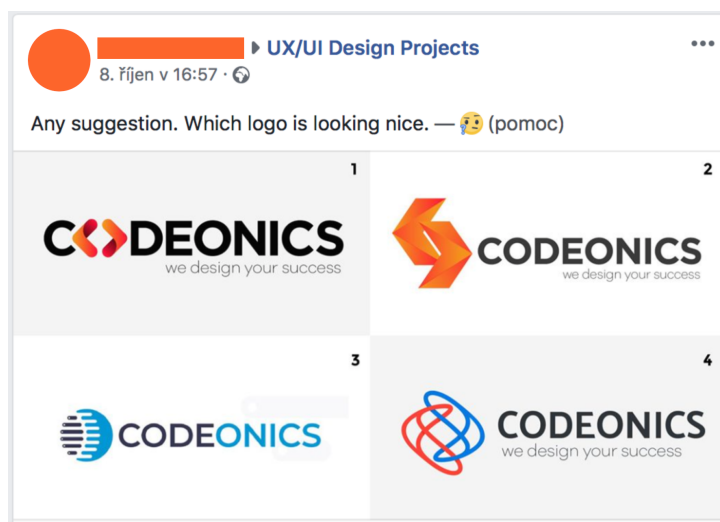 UX/UI Design Projects
8. říjen v 16:57 ·
Any suggestion. Which logo is looking nice. — (pomoc)
1
CODEONICS
we design your success
2
CODEONICS
we design your success
3
CODEONICS
4
CODEONICS
we design your success